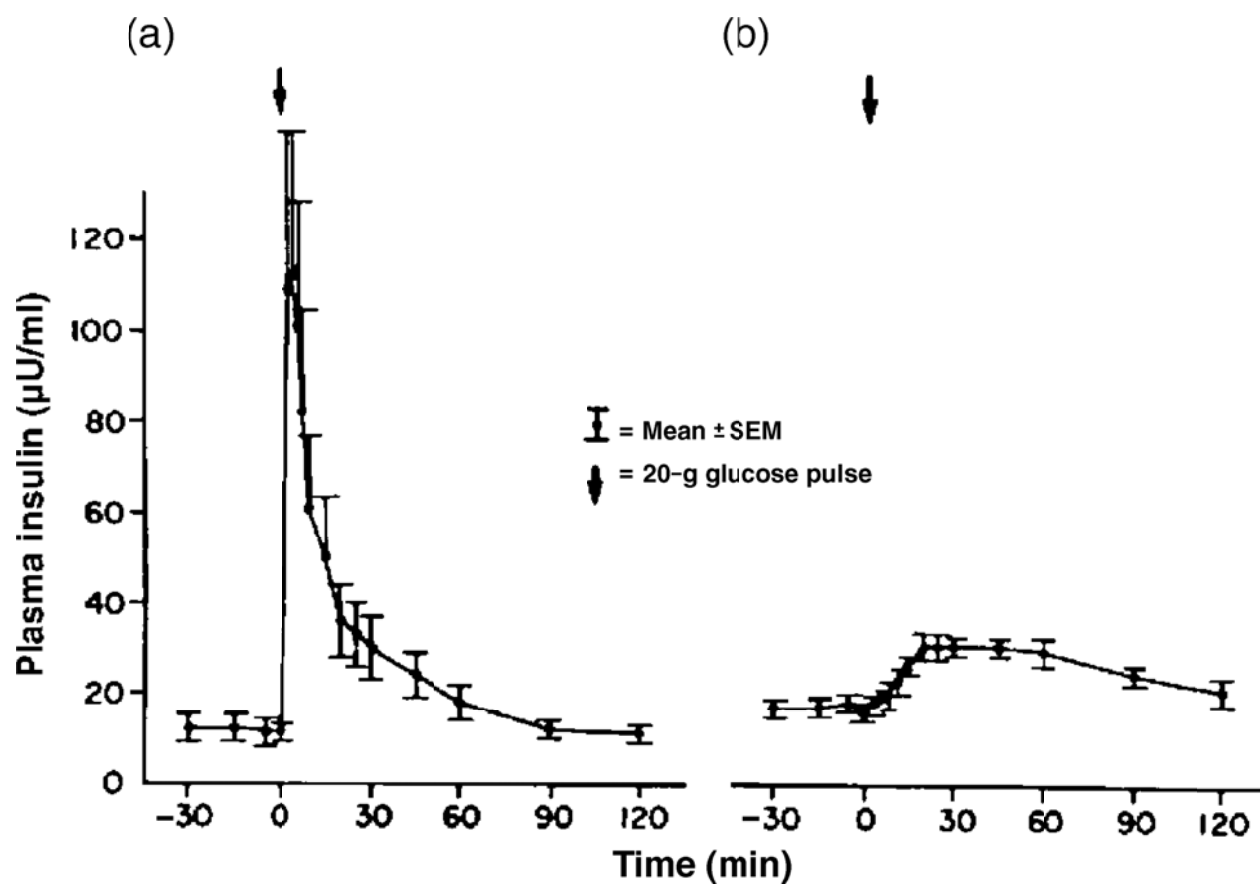 (a)
(b)
120
100
80
60
40
20
0
Plasma insulin (µU/ml)
= Mean ± SEM
= 20-g glucose pulse
-30 0 30 60 90 120
-30 0 30 60 90 120
Time (min)